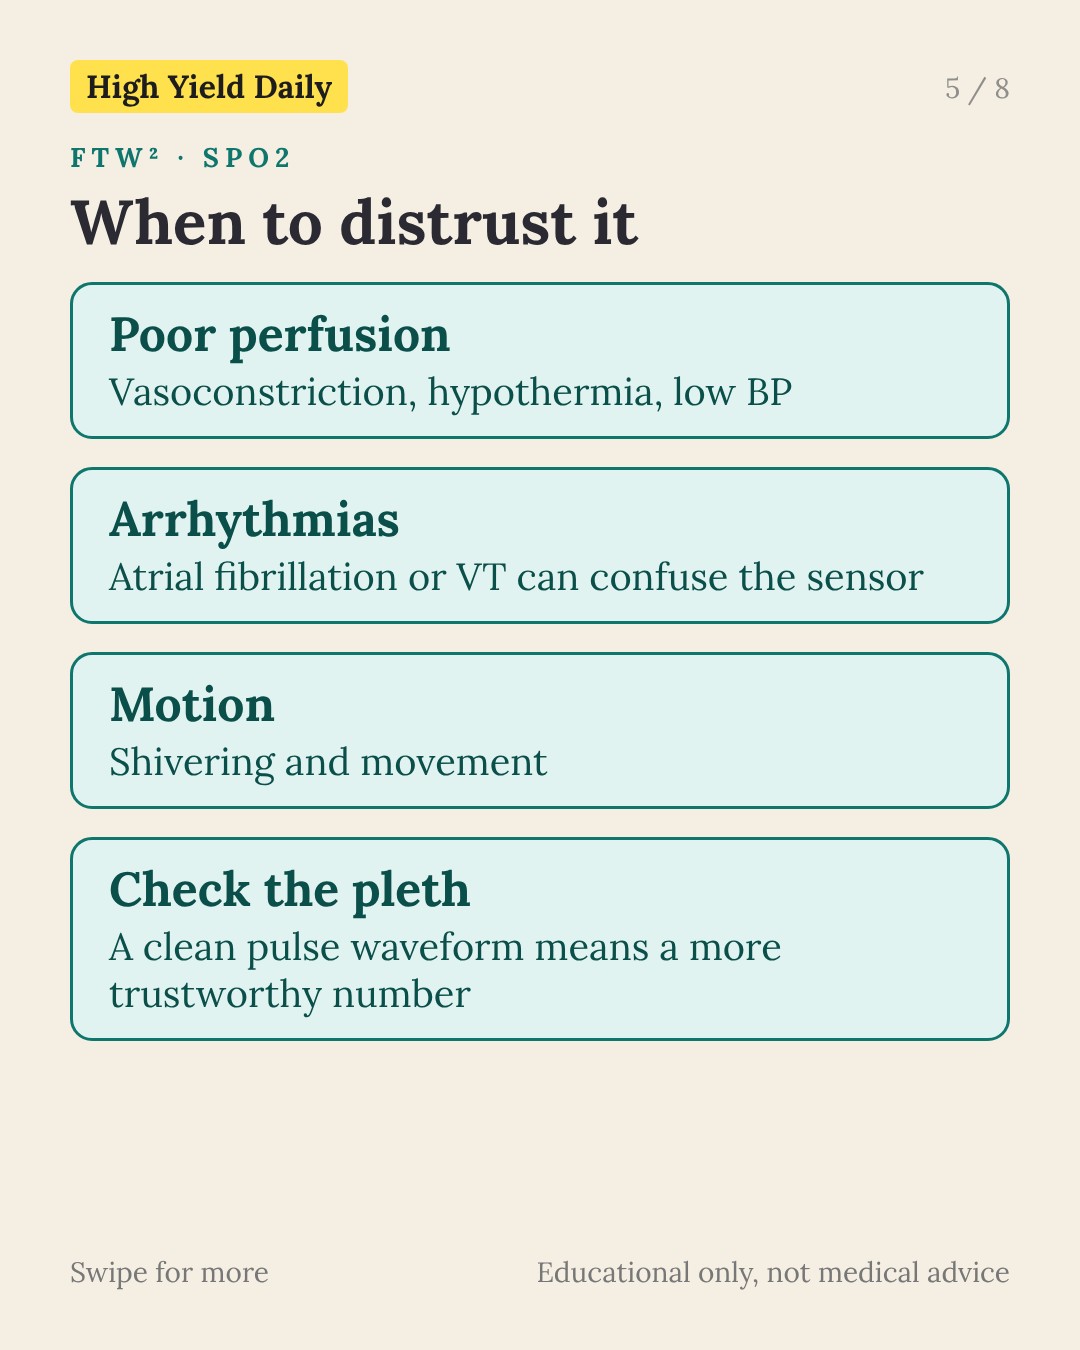 High Yield Daily
5 / 8
FTW² · SPO2
When to distrust it
Poor perfusion
Vasoconstriction, hypothermia, low BP
Arrhythmias
Atrial fibrillation or VT can confuse the sensor
Motion
Shivering and movement
Check the pleth
A clean pulse waveform means a more
trustworthy number
Swipe for more
Educational only, not medical advice